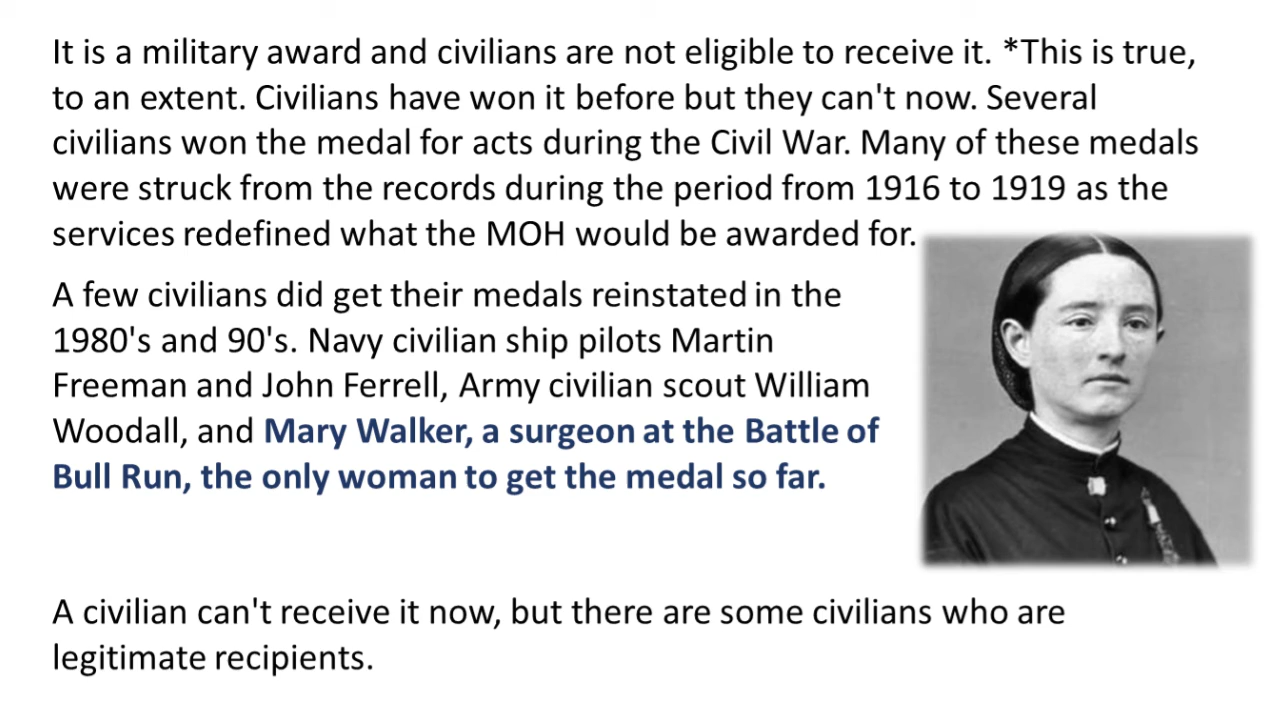 It is a military award and civilians are not eligible to receive it. *This is true,
to an extent. Civilians have won it before but they can't now. Several
civilians won the medal for acts during the Civil War. Many of these medals
were struck from the records during the period from 1916 to 1919 as the
services redefined what the MOH would be awarded for.
A few civilians did get their medals reinstated in the
1980's and 90's. Navy civilian ship pilots Martin
Freeman and John Ferrell, Army civilian scout William
Woodall, and Mary Walker, a surgeon at the Battle of
Bull Run, the only woman to get the medal so far.
A civilian can't receive it now, but there are some civilians who are
legitimate recipients.